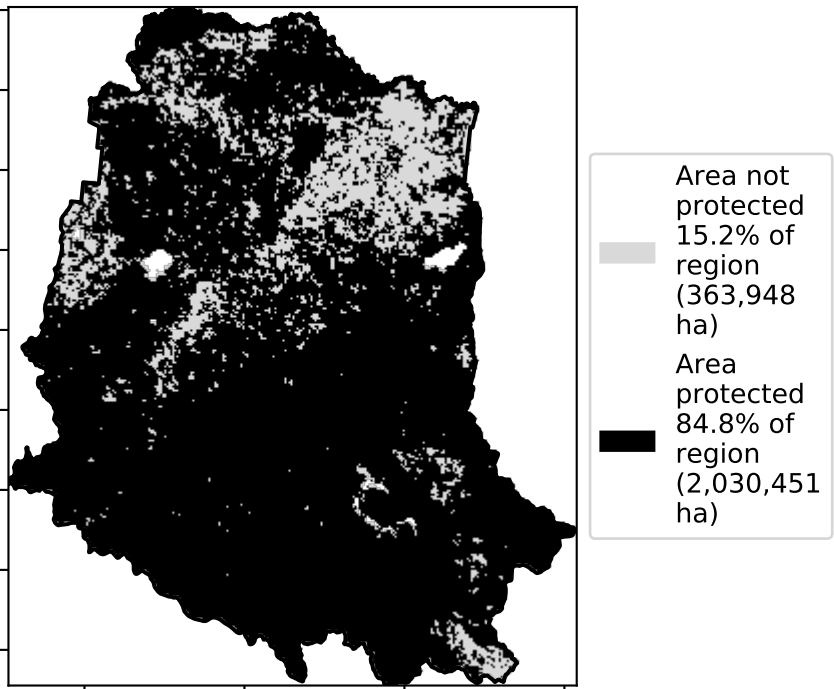 Area not
protected
15.2% of
region
(363,948
ha)
Area
protected
84.8% of
region
(2,030,451
ha)